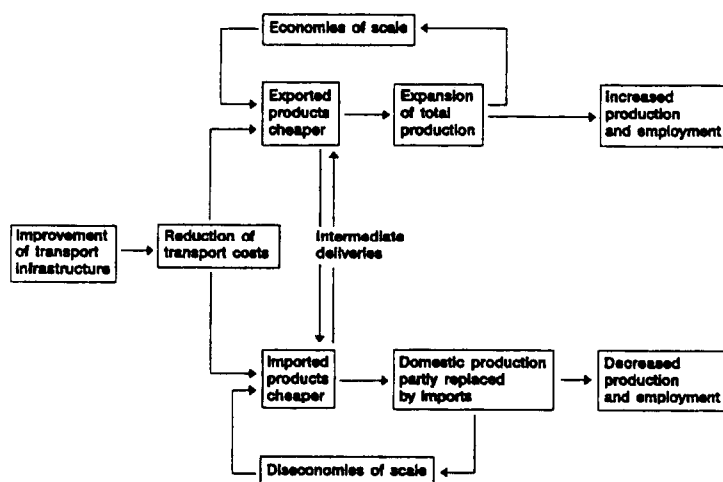 Economies of scale
Exported
products
cheaper
Expansion
of total
production
Increased
production
and employment
Improvement
of transport
infrastructure
Reduction of
transport costs
Intermediate
deliveries
Imported
products
cheaper
Domestic production
partly replaced
by imports
Decreased
production
and employment
Diseconomies of scale